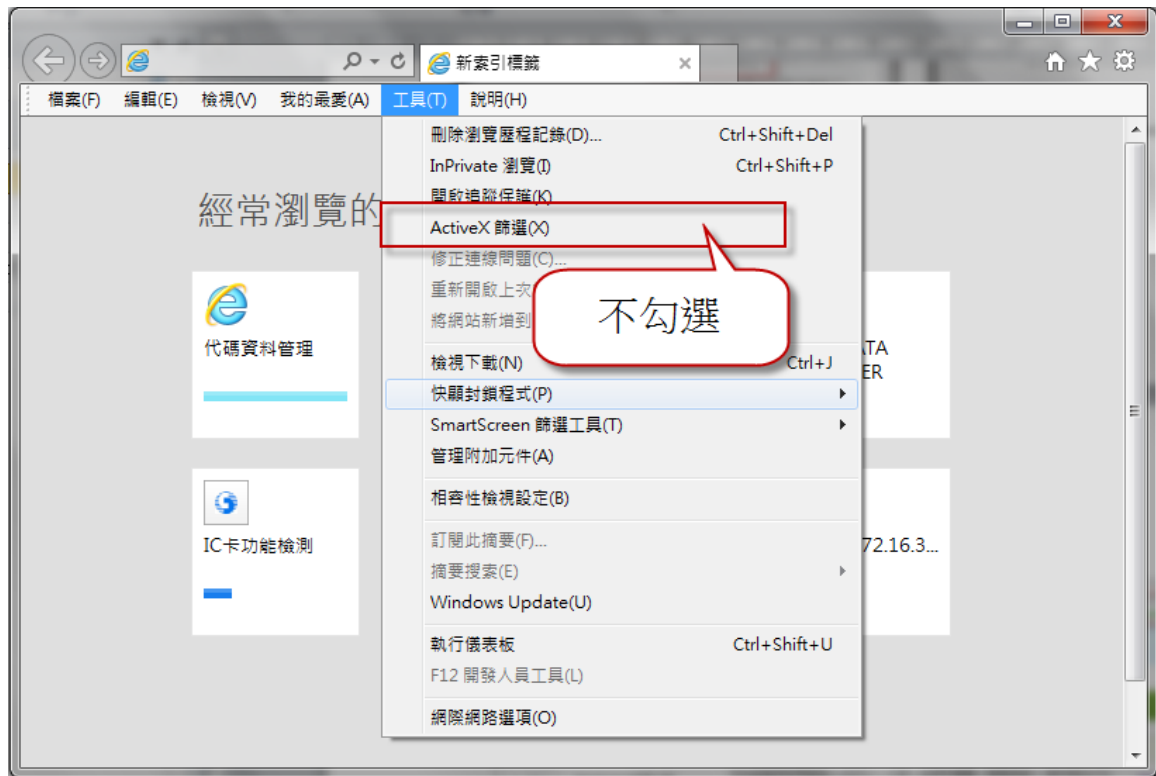 新索引標籤
檔案(F) 編輯(E) 檢視(V) 我的最愛(A) 工具(T) 說明(H)
刪除瀏覽歷程記錄(D)... Ctrl+Shift+Del
InPrivate 瀏覽(I) Ctrl+Shift+P
開啟追蹤保護(K)
經常瀏覽的
ActiveX 篩選(X)
修正連線問題(C)...
重新開啟上次
將網站新增到
不勾選
代碼資料管理
檢視下載(N) Ctrl+J
快顯封鎖程式(P)
SmartScreen 篩選工具(T)
管理附加元件(A)
相容性檢視設定(B)
IC卡功能檢測
訂閱此摘要(F)...
72.16.3...
摘要搜索(E)
Windows Update(U)
執行儀表板 Ctrl+Shift+U
F12 開發人員工具(L)
網際網路選項(O)